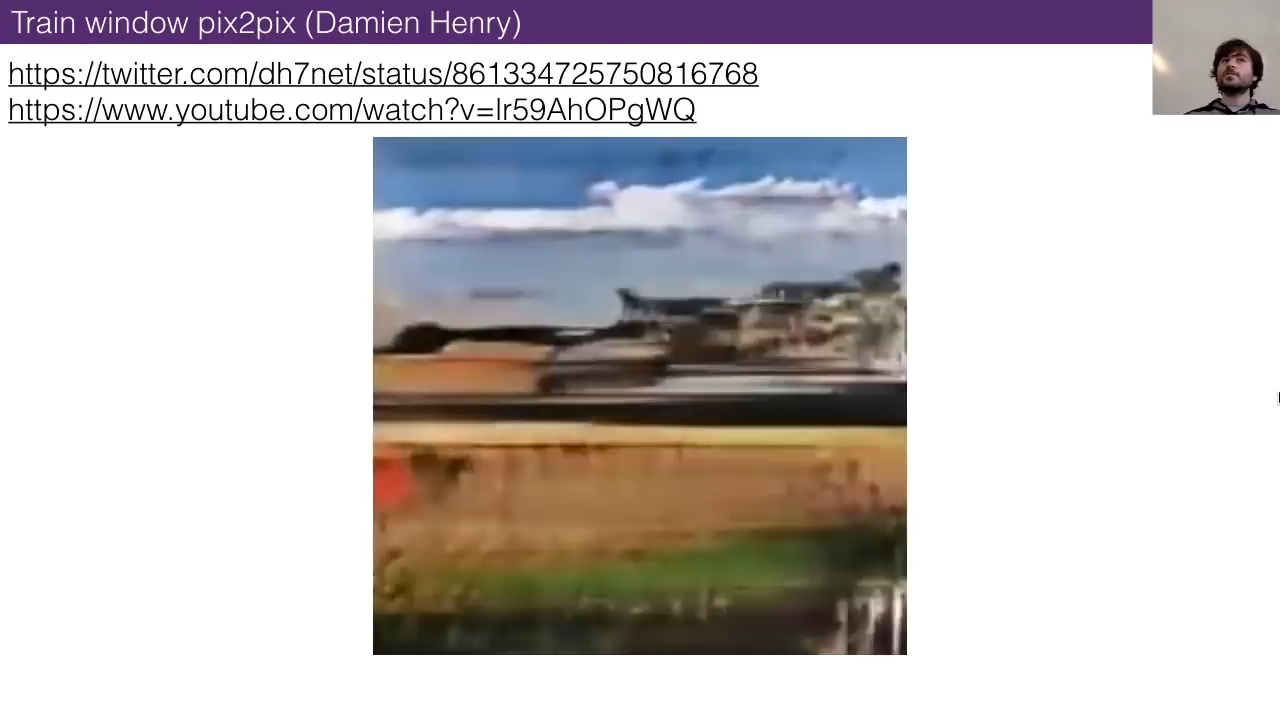 Train window pix2pix (Damien Henry)
https://twitter.com/dh7net/status/861334725750816768
https://www.youtube.com/watch?v=lr59AhOPgWQ